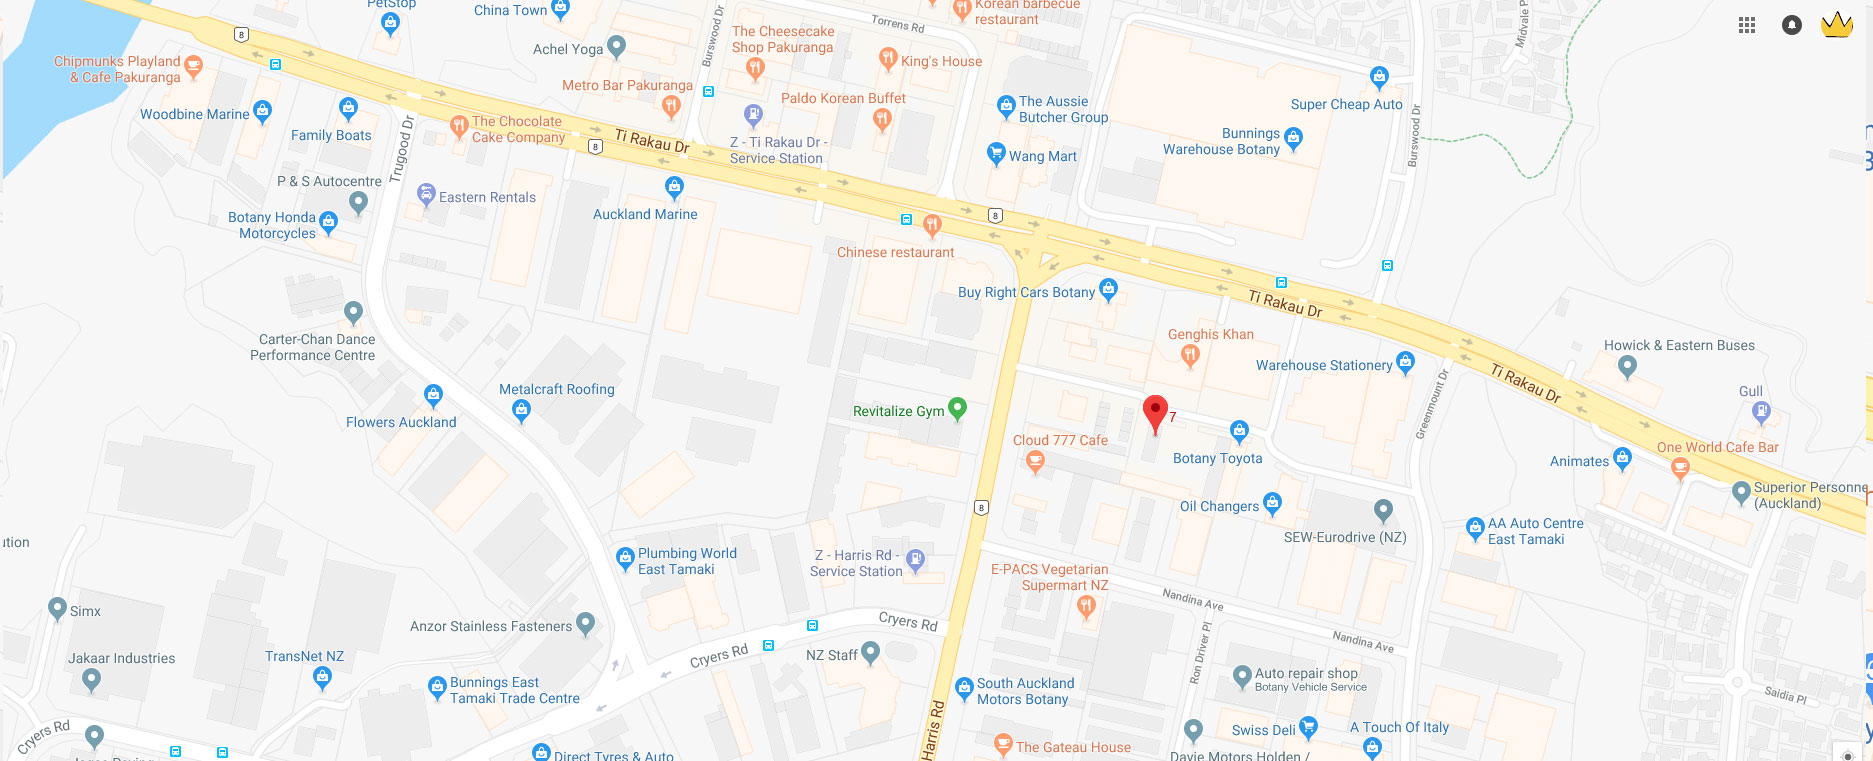 PetStop
China Town
Burswood Dr
The Cheesecake
Shop Pakuranga
Torrens Rd
Korean barbecue
restaurant
Midvale P
8
Achel Yoga
King's House
Chipmunks Playland
& Cafe Pakuranga
Metro Bar Pakuranga
Paldo Korean Buffet
The Aussie
Butcher Group
Super Cheap Auto
Woodbine Marine
Family Boats
The Chocolate
Cake Company
Trugood Dr
8
Ti Rakau Dr
Z - Ti Rakau Dr -
Service Station
Wang Mart
Bunnings
Warehouse Botany
Burswood Dr
P & S Autocentre
Eastern Rentals
Auckland Marine
Botany Honda
Motorcycles
8
Chinese restaurant
Buy Right Cars Botany
Ti Rakau Dr
Carter-Chan Dance
Performance Centre
Genghis Khan
Warehouse Stationery
Howick & Eastern Buses
Ti Rakau Dr
Greenmount Dr
Gull
Metalcraft Roofing
Flowers Auckland
Revitalize Gym
7
Cloud 777 Cafe
Botany Toyota
Animates
One World Cafe Bar
Superior Personne
(Auckland)
Oil Changers
8
SEW-Eurodrive (NZ)
AA Auto Centre
East Tamaki
ution
Plumbing World
East Tamaki
Z - Harris Rd -
Service Station
E-PACS Vegetarian
Supermart NZ
Nandina Ave
Simx
Anzor Stainless Fasteners
Cryers Rd
Nandina Ave
Ron Driver Pl
Jakaar Industries
TransNet NZ
Cryers Rd
NZ Staff
Auto repair shop
Botany Vehicle Service
Bunnings East
Tamaki Trade Centre
South Auckland
Motors Botany
Saidia Pl
Harris Rd
Swiss Deli
A Touch Of Italy
Cryers Rd
The Gateau House
Direct Tyres & Auto
Davie Motors Holden /